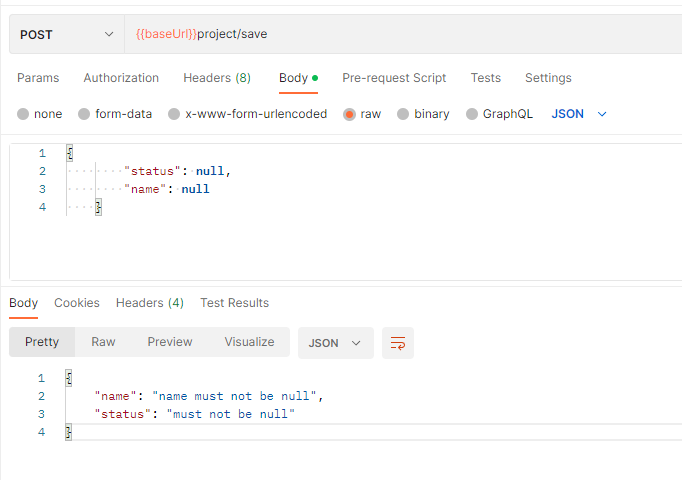 POST {{baseUrl}}project/save
Params Authorization Headers (8) Body Pre-request Script Tests Settings
none form-data x-www-form-urlencoded raw binary GraphQL JSON
1 {
2 "status": null,
3 "name": null
4 }
Body Cookies Headers (4) Test Results
Pretty Raw Preview Visualize JSON
1 {
2 "name": "name must not be null",
3 "status": "must not be null"
4 }